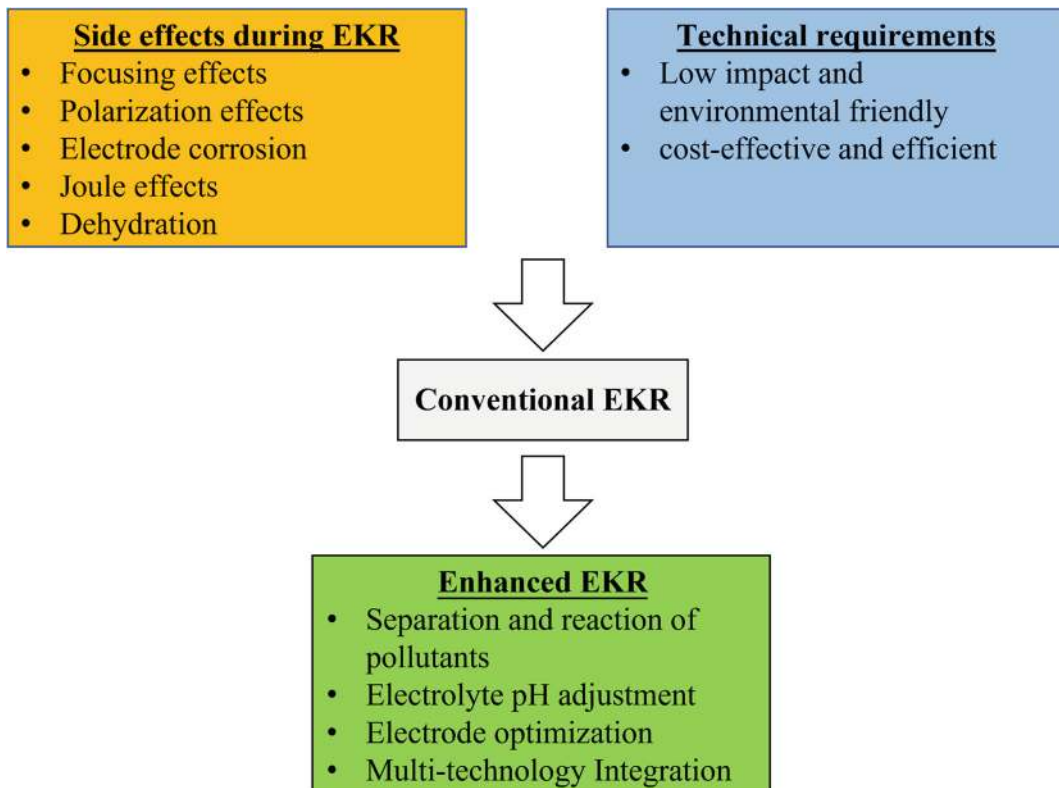 Side effects during EKR
• Focusing effects
• Polarization effects
• Electrode corrosion
• Joule effects
• Dehydration
Technical requirements
• Low impact and
environmental friendly
• cost-effective and efficient
Conventional EKR
Enhanced EKR
• Separation and reaction of
pollutants
• Electrolyte pH adjustment
• Electrode optimization
• Multi-technology Integration